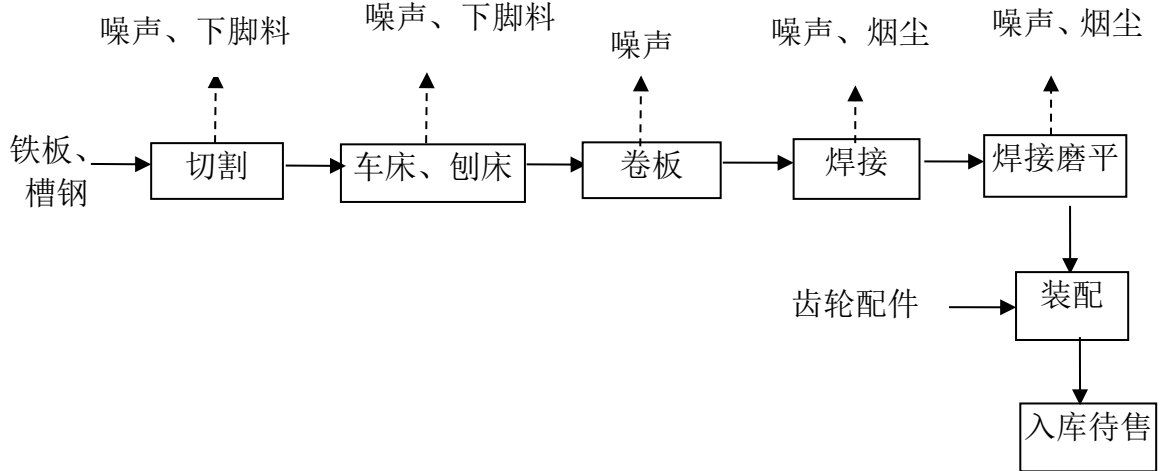 噪声、下脚料
噪声、下脚料
噪声
噪声、烟尘
噪声、烟尘
铁板、
槽钢
切割
车床、刨床
卷板
焊接
焊接磨平
齿轮配件
装配
入库待售